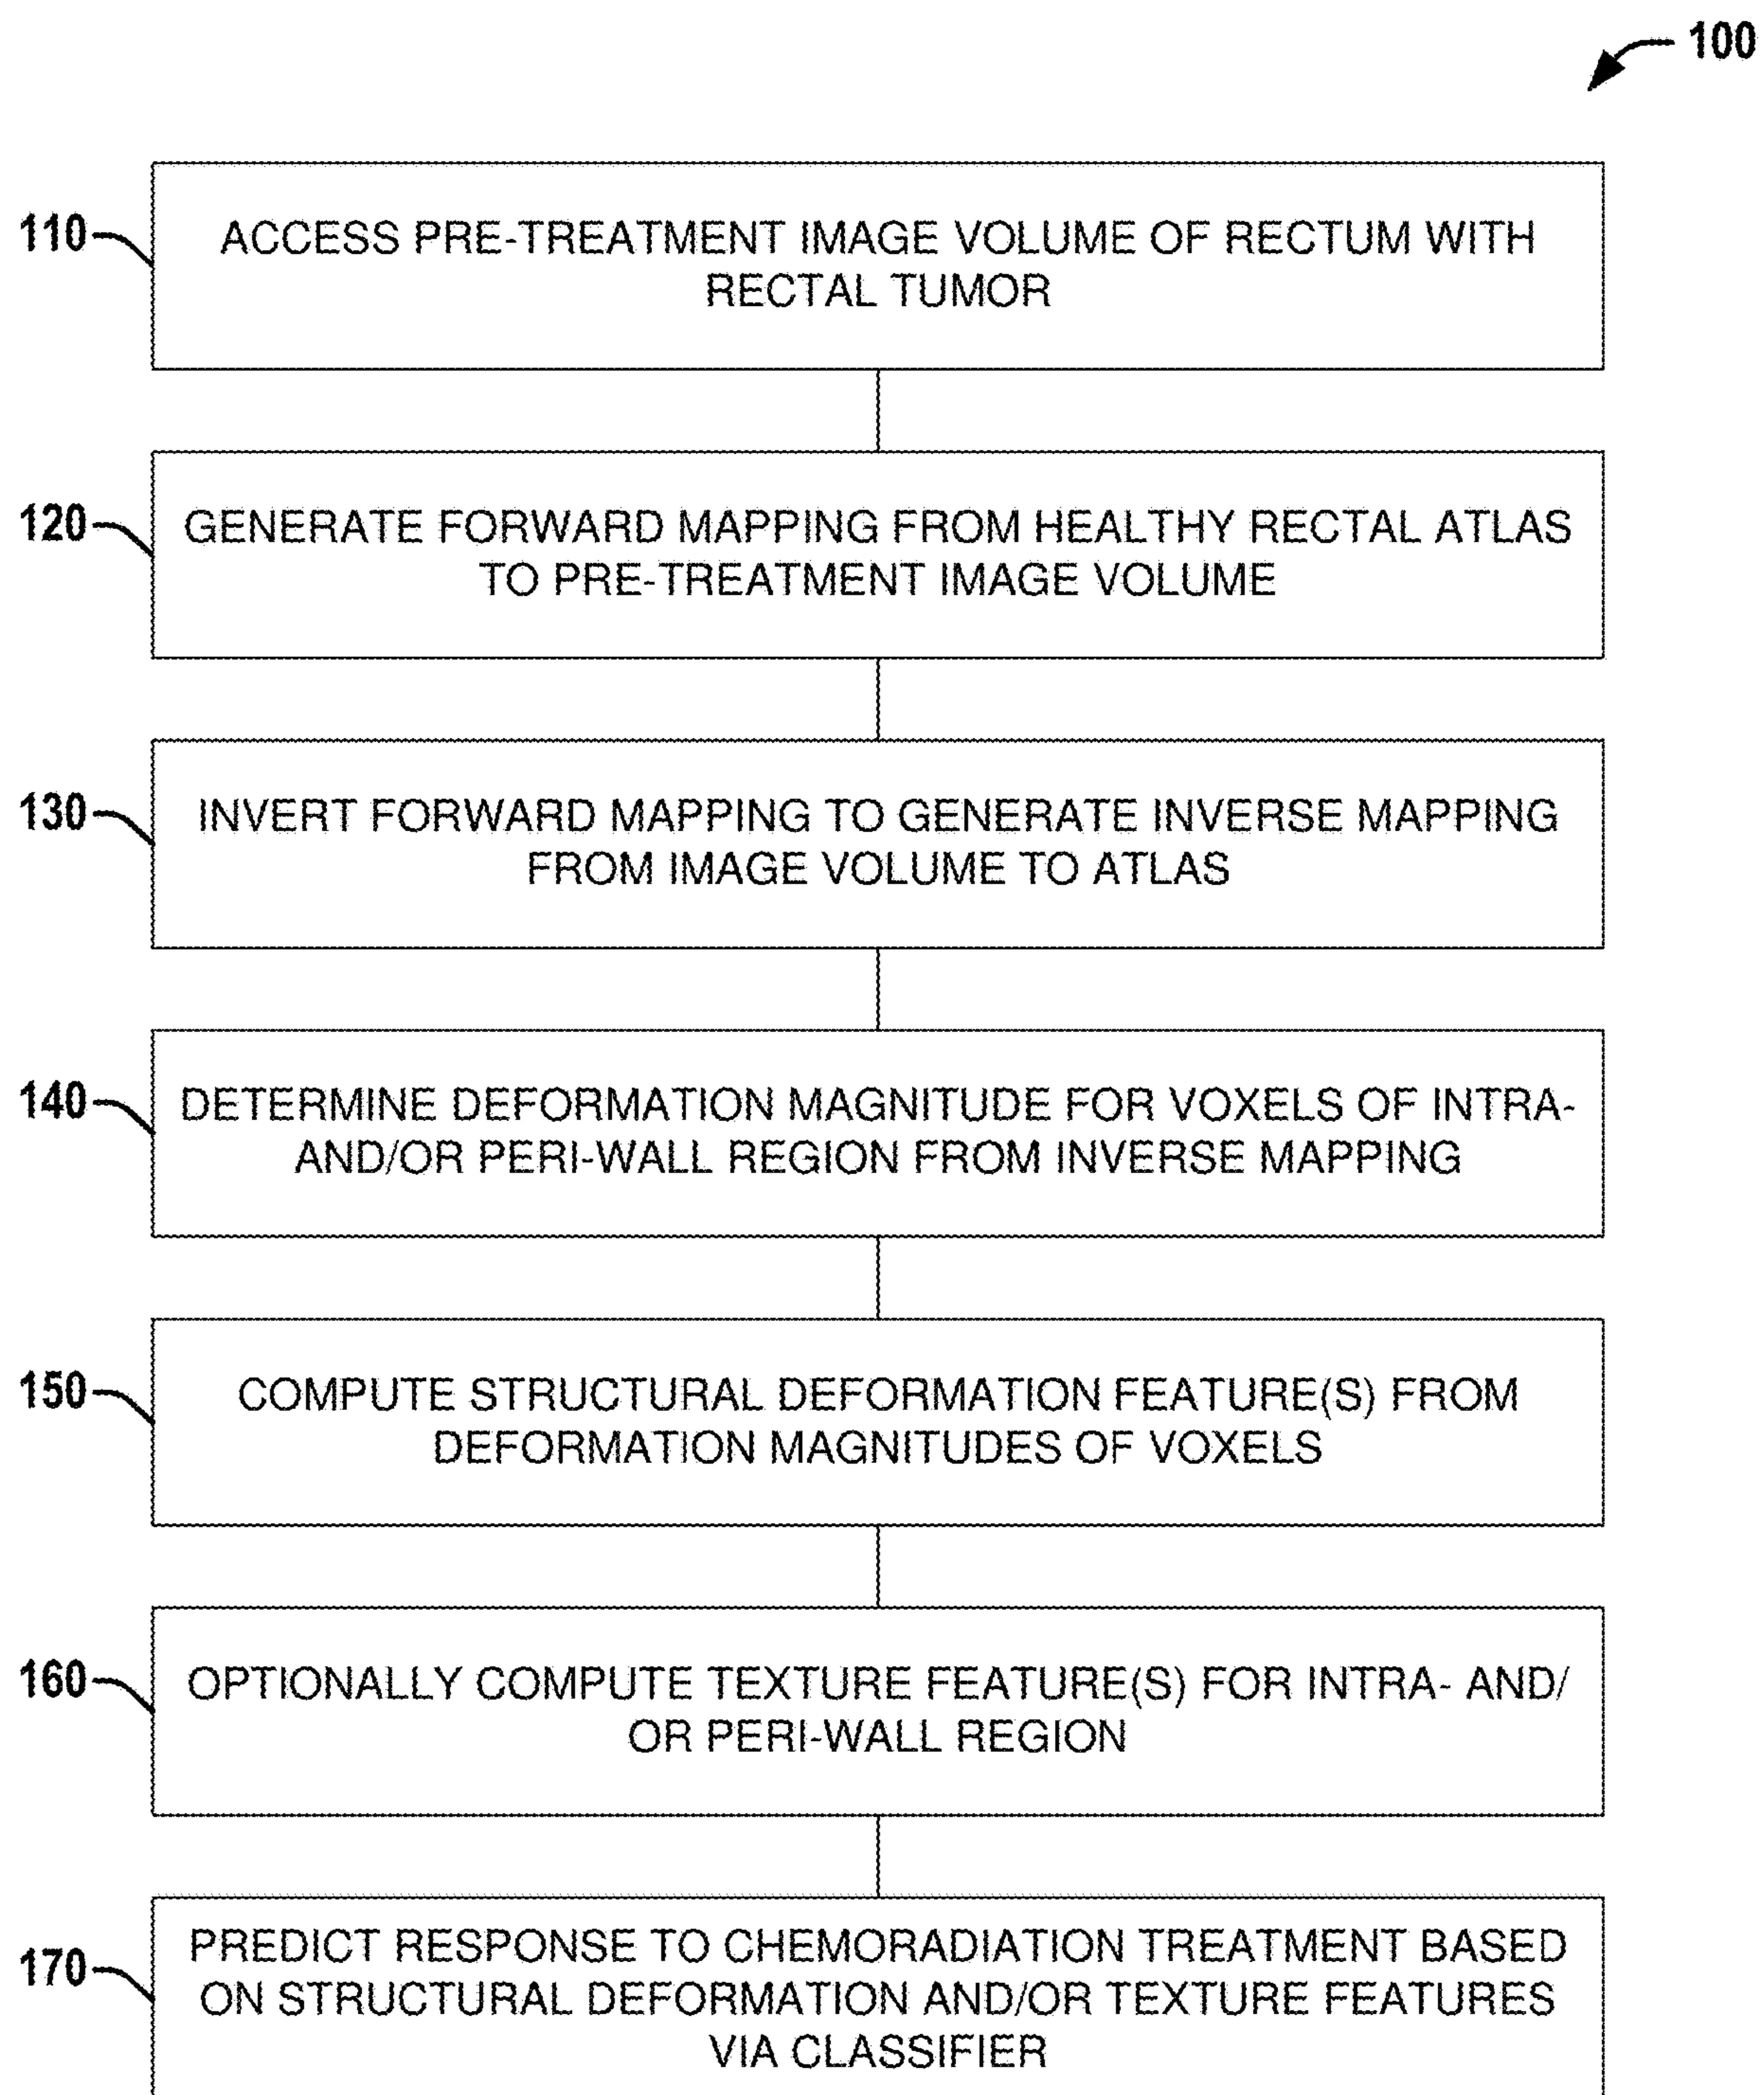 100
110
ACCESS PRE-TREATMENT IMAGE VOLUME OF RECTUM WITH
RECTAL TUMOR
120
GENERATE FORWARD MAPPING FROM HEALTHY RECTAL ATLAS
TO PRE-TREATMENT IMAGE VOLUME
130
INVERT FORWARD MAPPING TO GENERATE INVERSE MAPPING
FROM IMAGE VOLUME TO ATLAS
140
DETERMINE DEFORMATION MAGNITUDE FOR VOXELS OF INTRA-
AND/OR PERI-WALL REGION FROM INVERSE MAPPING
150
COMPUTE STRUCTURAL DEFORMATION FEATURE(S) FROM
DEFORMATION MAGNITUDES OF VOXELS
160
OPTIONALLY COMPUTE TEXTURE FEATURE(S) FOR INTRA- AND/
OR PERI-WALL REGION
170
PREDICT RESPONSE TO CHEMORADIATION TREATMENT BASED
ON STRUCTURAL DEFORMATION AND/OR TEXTURE FEATURES
VIA CLASSIFIER